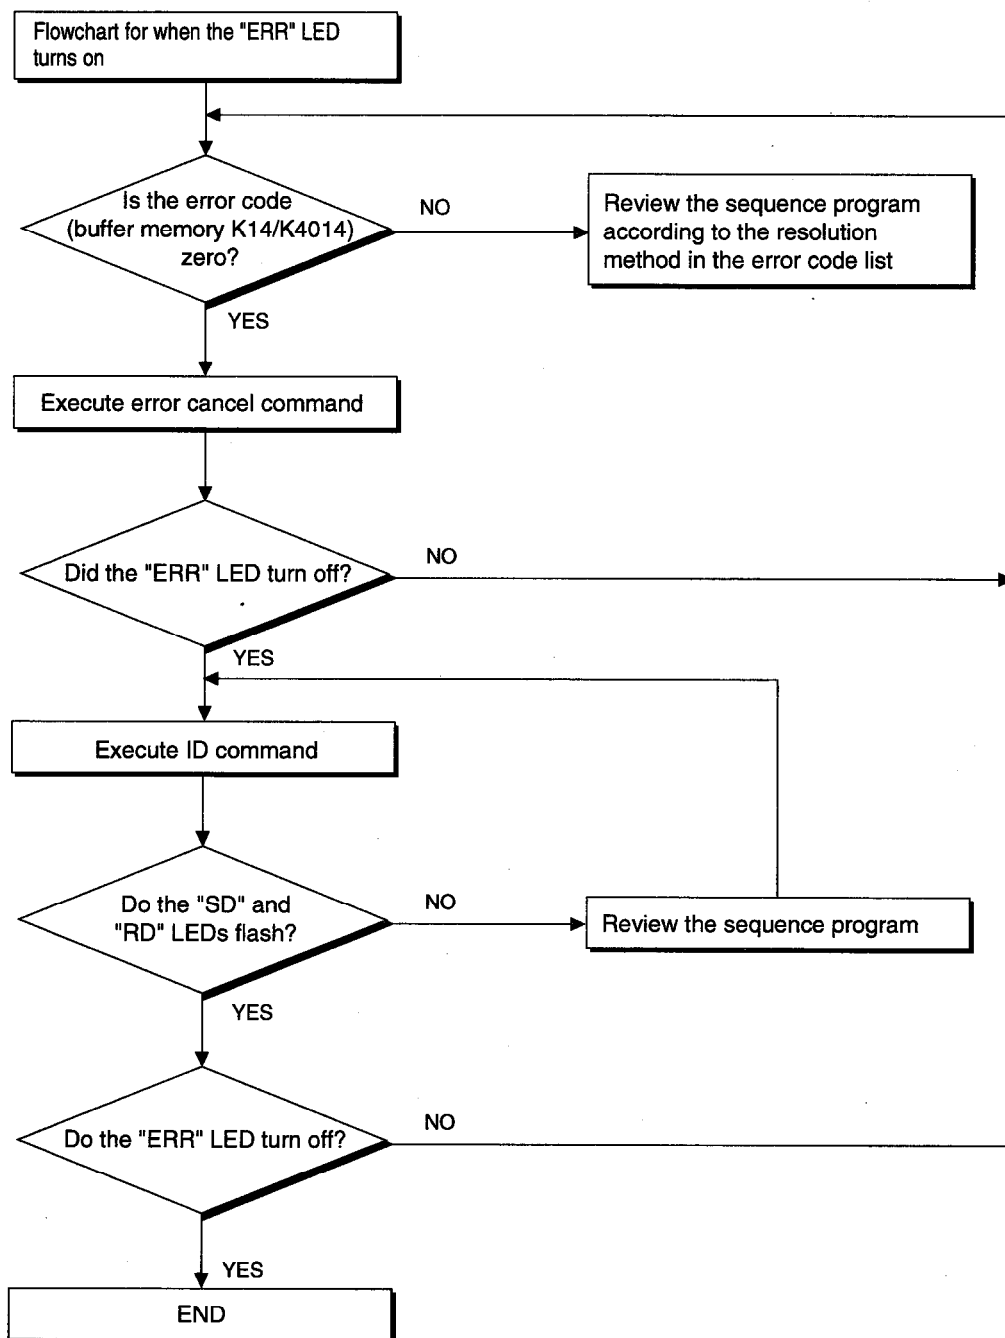 Flowchart for when the "ERR" LED
turns on
Is the error code
(buffer memory K14/K4014)
zero?
NO
Review the sequence program
according to the resolution
method in the error code list
YES
Execute error cancel command
Did the "ERR" LED turn off?
NO
YES
Execute ID command
Do the "SD" and
"RD" LEDs flash?
NO
Review the sequence program
YES
Do the "ERR" LED turn off?
NO
YES
END